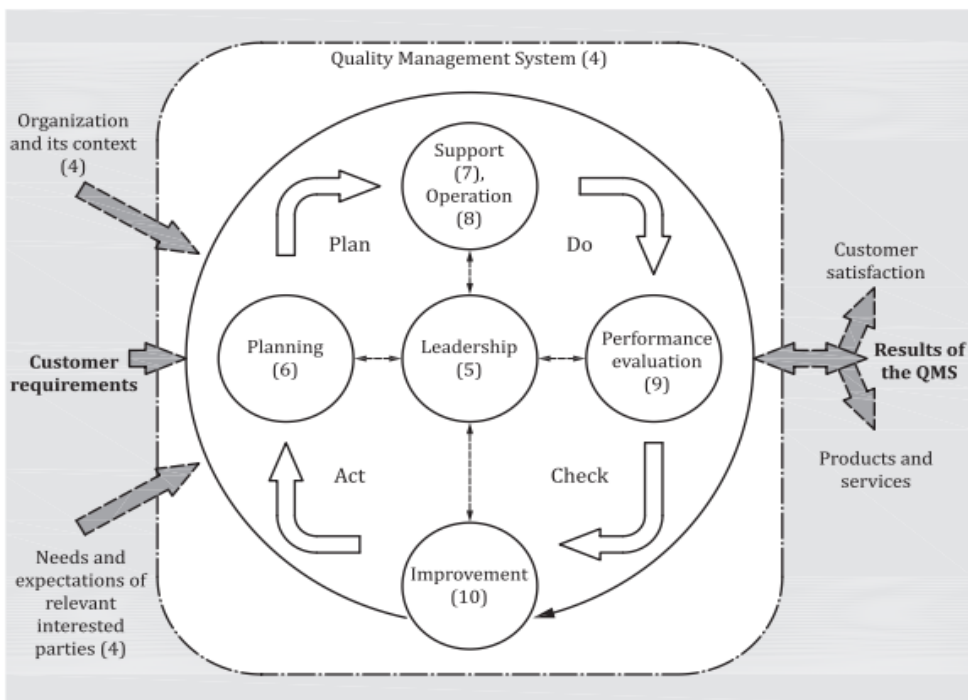 Quality Management System (4)
Organization
and its context
(4)
Support
(7),
Operation
(8)
Plan
Do
Customer
satisfaction
Customer
requirements
Planning
(6)
Leadership
(5)
Performance
evaluation
(9)
Results of
the QMS
Act
Check
Products and
services
Improvement
(10)
Needs and
expectations of
relevant
interested
parties (4)